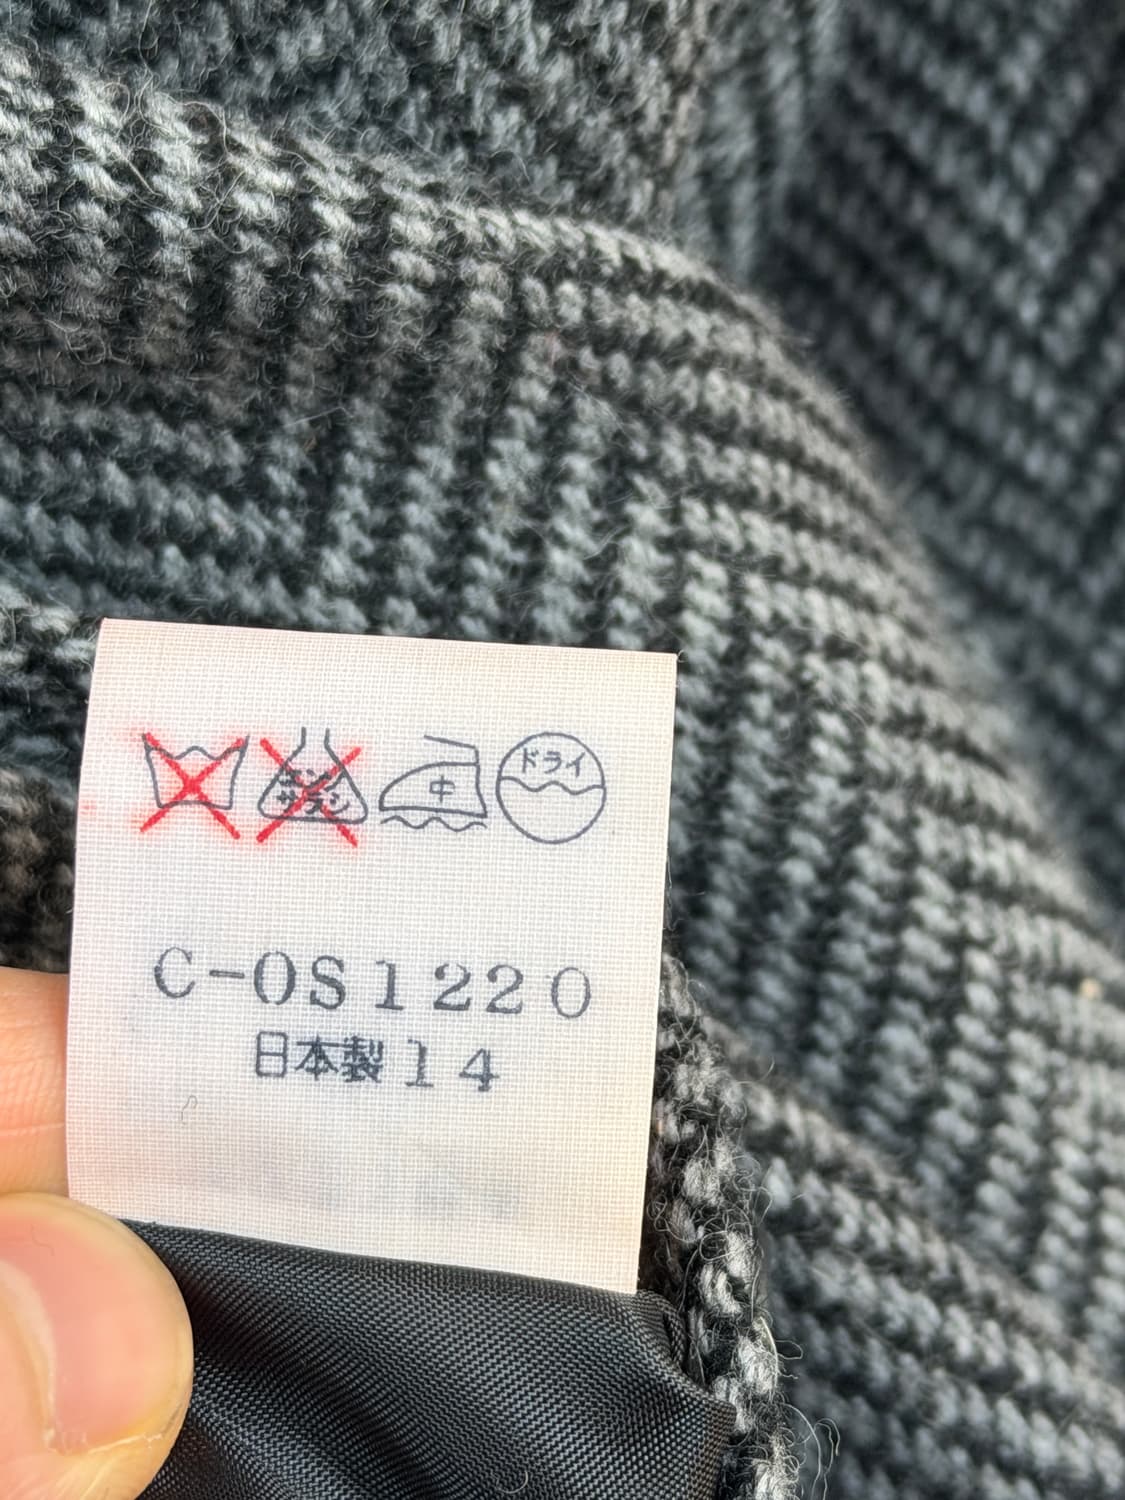 エンソ
サラシ
中
ドライ
C-OS1220
日本製14